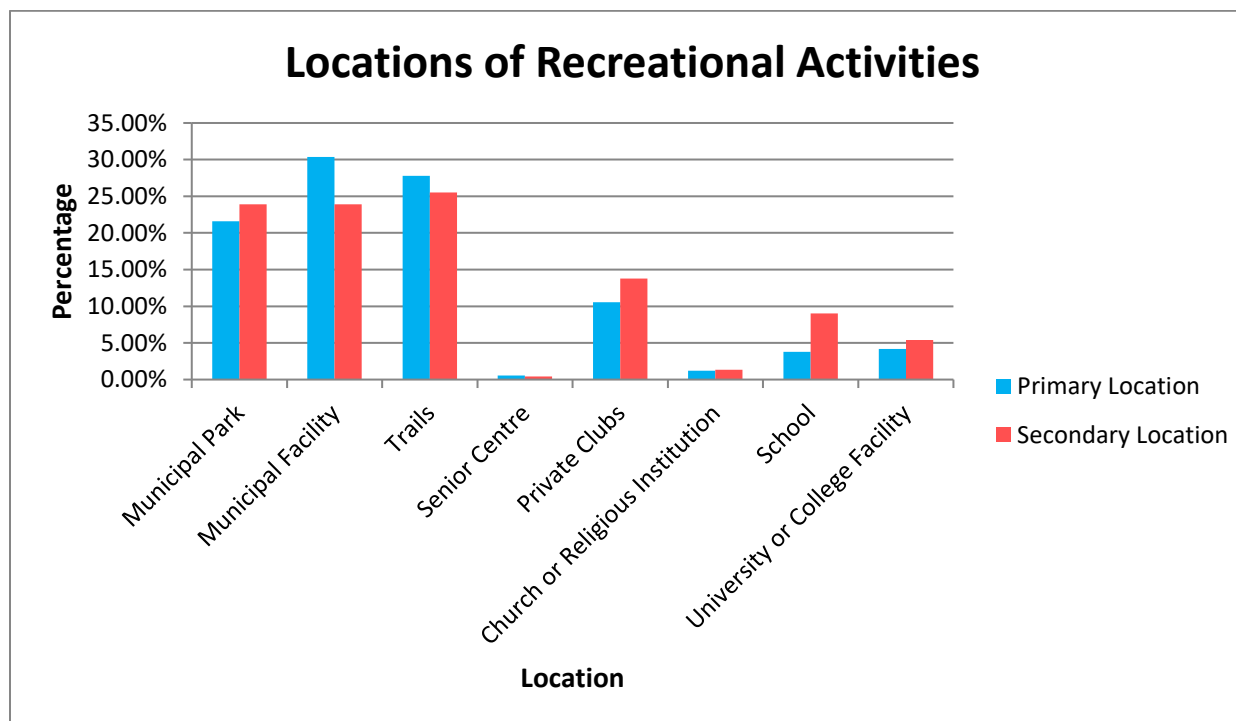 Locations of Recreational Activities
Percentage
35.00%
30.00%
25.00%
20.00%
15.00%
10.00%
5.00%
0.00%
Municipal Park
Municipal Facility
Trails
Senior Centre
Private Clubs
Church or Religious Institution
School
University or College Facility
Location
Primary Location
Secondary Location